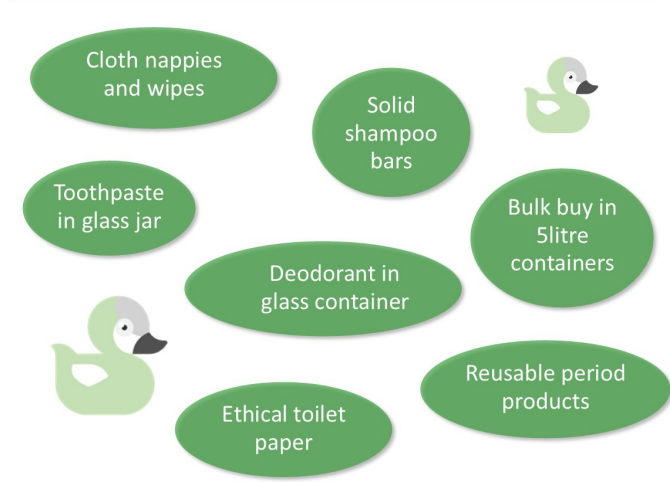 Cloth nappies
and wipes
Solid
shampoo
bars
Toothpaste
in glass jar
Bulk buy in
5litre
containers
Deodorant in
glass container
Reusable period
products
Ethical toilet
paper